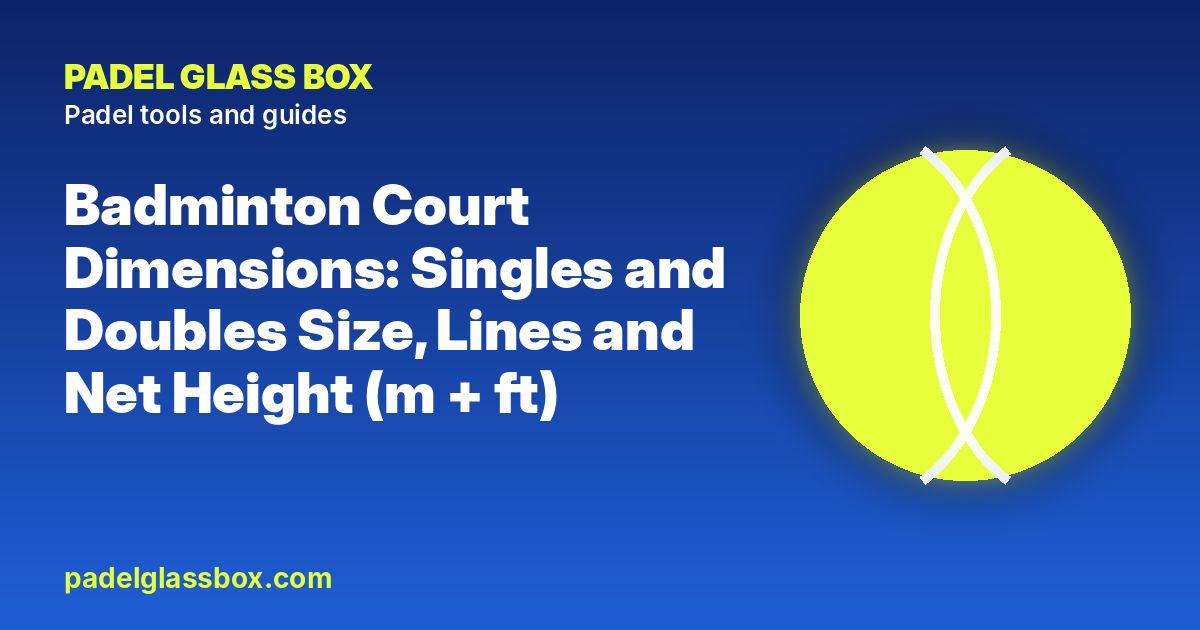 PADEL GLASS BOX
Padel tools and guides
Badminton Court
Dimensions: Singles and
Doubles Size, Lines and
Net Height (m + ft)
padelglassbox.com